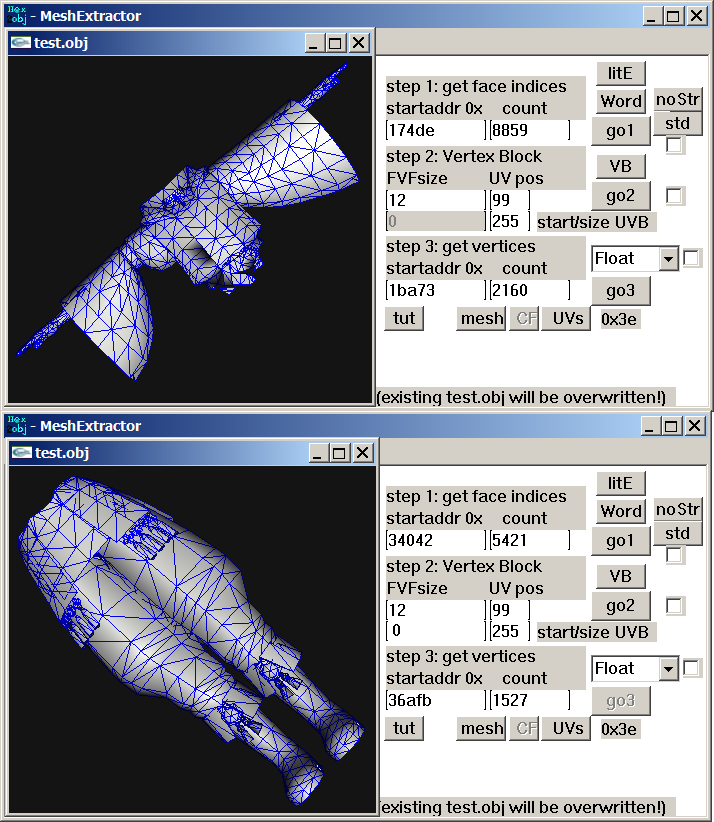 Hex
obj - MeshExtractor
test.obj
litE
step 1: get face indices
startaddr 0x count
Word
noStr
174de 8859
go1
std
step 2: Vertex Block
FVFsize UV pos
VB
12 99
go2
0 255 start/size UVB
step 3: get vertices
startaddr 0x count
Float
1ba73 2160
go3
tut mesh CF UVs 0x3e
(existing test.obj will be overwritten!)
Hex
obj - MeshExtractor
test.obj
litE
step 1: get face indices
startaddr 0x count
Word
noStr
34042 5421
go1
std
step 2: Vertex Block
FVFsize UV pos
VB
12 99
go2
0 255 start/size UVB
step 3: get vertices
startaddr 0x count
Float
36afb 1527
go3
tut mesh CF UVs 0x3e
(existing test.obj will be overwritten!)